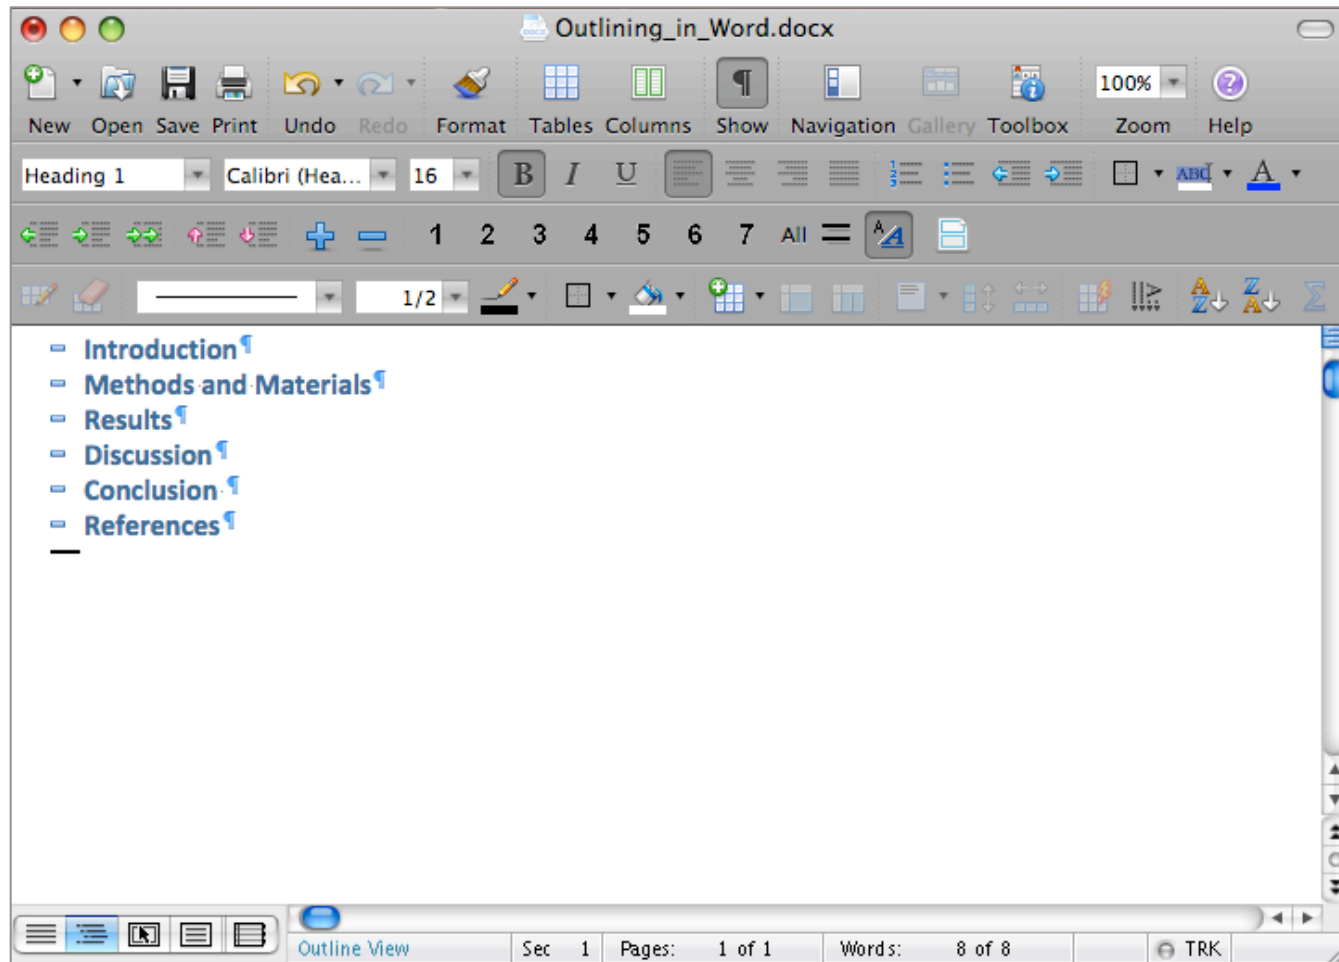 Outlining_in_Word.docx
100%
New Open Save Print Undo Redo Format Tables Columns Show Navigation Gallery Toolbox Zoom Help
Heading 1 Calibri (Hea... 16 B I U ABC A
1 2 3 4 5 6 7 All A A
1/2 A Z Z A Σ
Introduction¶
Methods·and·Materials¶
Results¶
Discussion¶
Conclusion·¶
References¶
Outline View Sec 1 Pages: 1 of 1 Words: 8 of 8 TRK